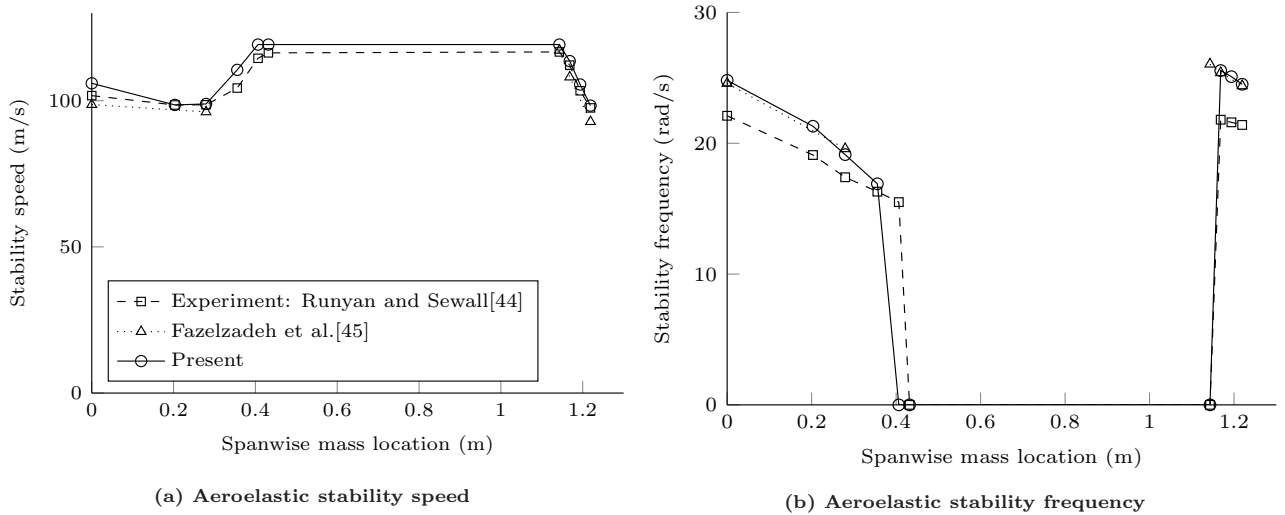 100
50
0
0
0.2
0.4
0.6
0.8
1
1.2
Spanwise mass location (m)
Stability speed (m/s)
Experiment: Runyan and Sewall[44]
Fazelzadeh et al.[45]
Present
(a) Aeroelastic stability speed
30
20
10
0
0
0.2
0.4
0.6
0.8
1
1.2
Spanwise mass location (m)
Stability frequency (rad/s)
(b) Aeroelastic stability frequency